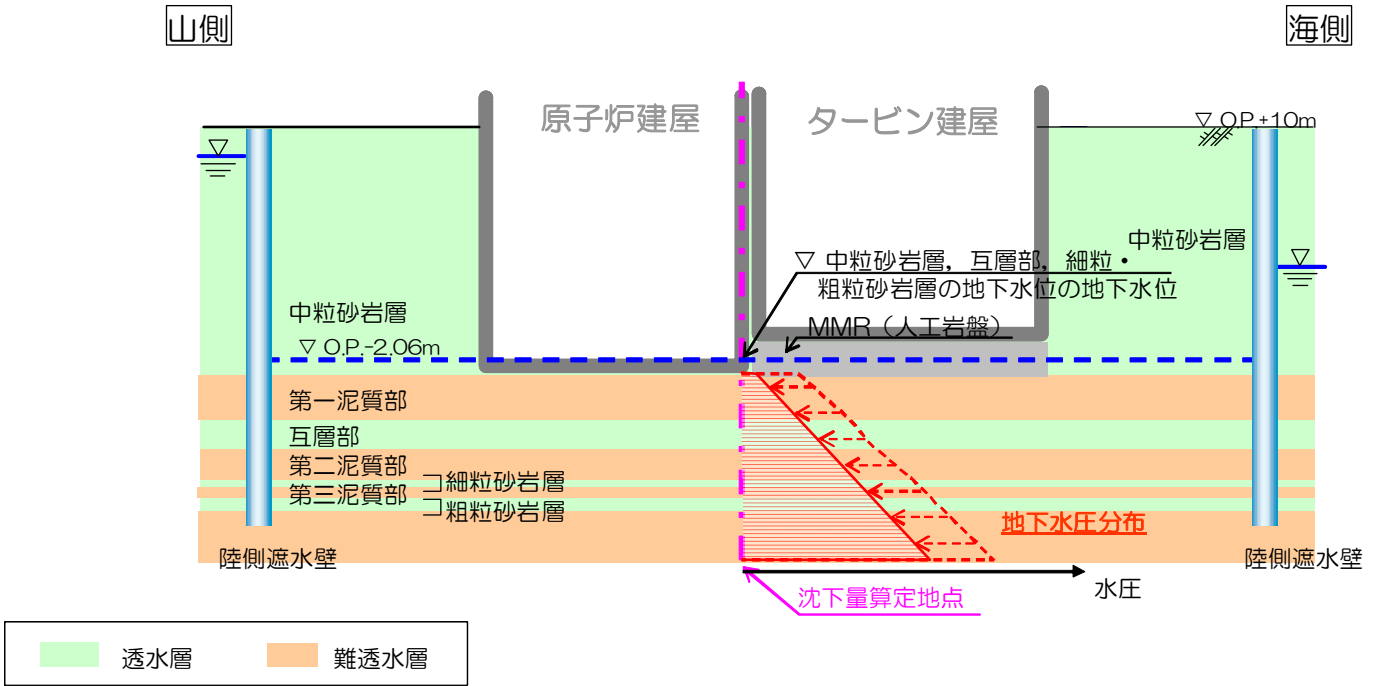 山側
海側
原子炉建屋
タービン建屋
▽ O.P.+10m
中粒砂岩層
▽ 中粒砂岩層，互層部，細粒・
粗粒砂岩層の地下水位の地下水位
MMR（人工岩盤）
中粒砂岩層
▽ O.P.-2.06m
第一泥質部
互層部
第二泥質部
細粒砂岩層
第三泥質部
粗粒砂岩層
地下水圧分布
陸側遮水壁
陸側遮水壁
水圧
沈下量算定地点
透水層
難透水層